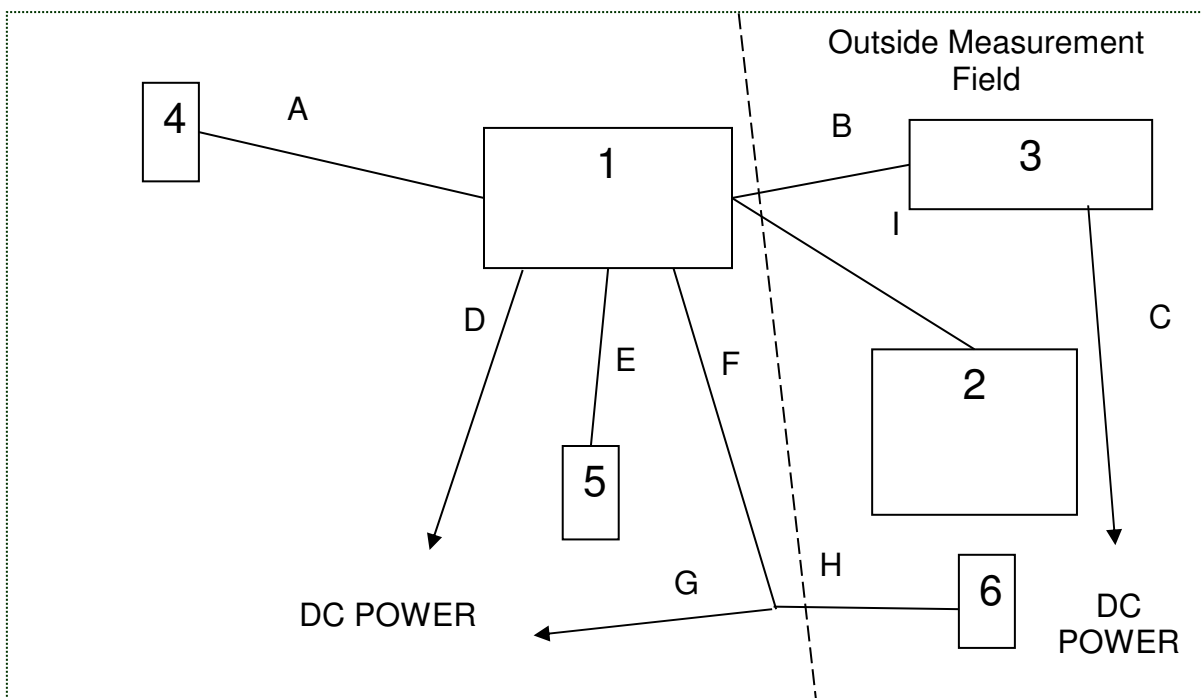 Outside Measurement
Field
4
A
1
B
3
I
D
E
F
C
2
5
G
H
6
DC POWER
DC
POWER